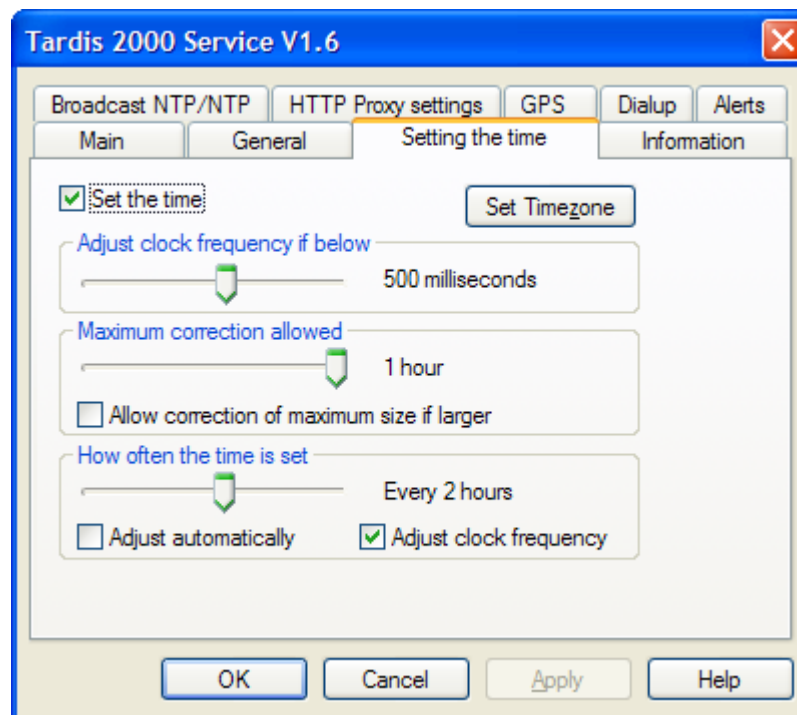 Tardis 2000 Service V1.6
Broadcast NTP/NTP HTTP Proxy settings GPS Dialup Alerts
Main General Setting the time Information
Set the time Set Timezone
Adjust clock frequency if below
500 milliseconds
Maximum correction allowed
1 hour
Allow correction of maximum size if larger
How often the time is set
Every 2 hours
Adjust automatically Adjust clock frequency
OK Cancel Apply Help